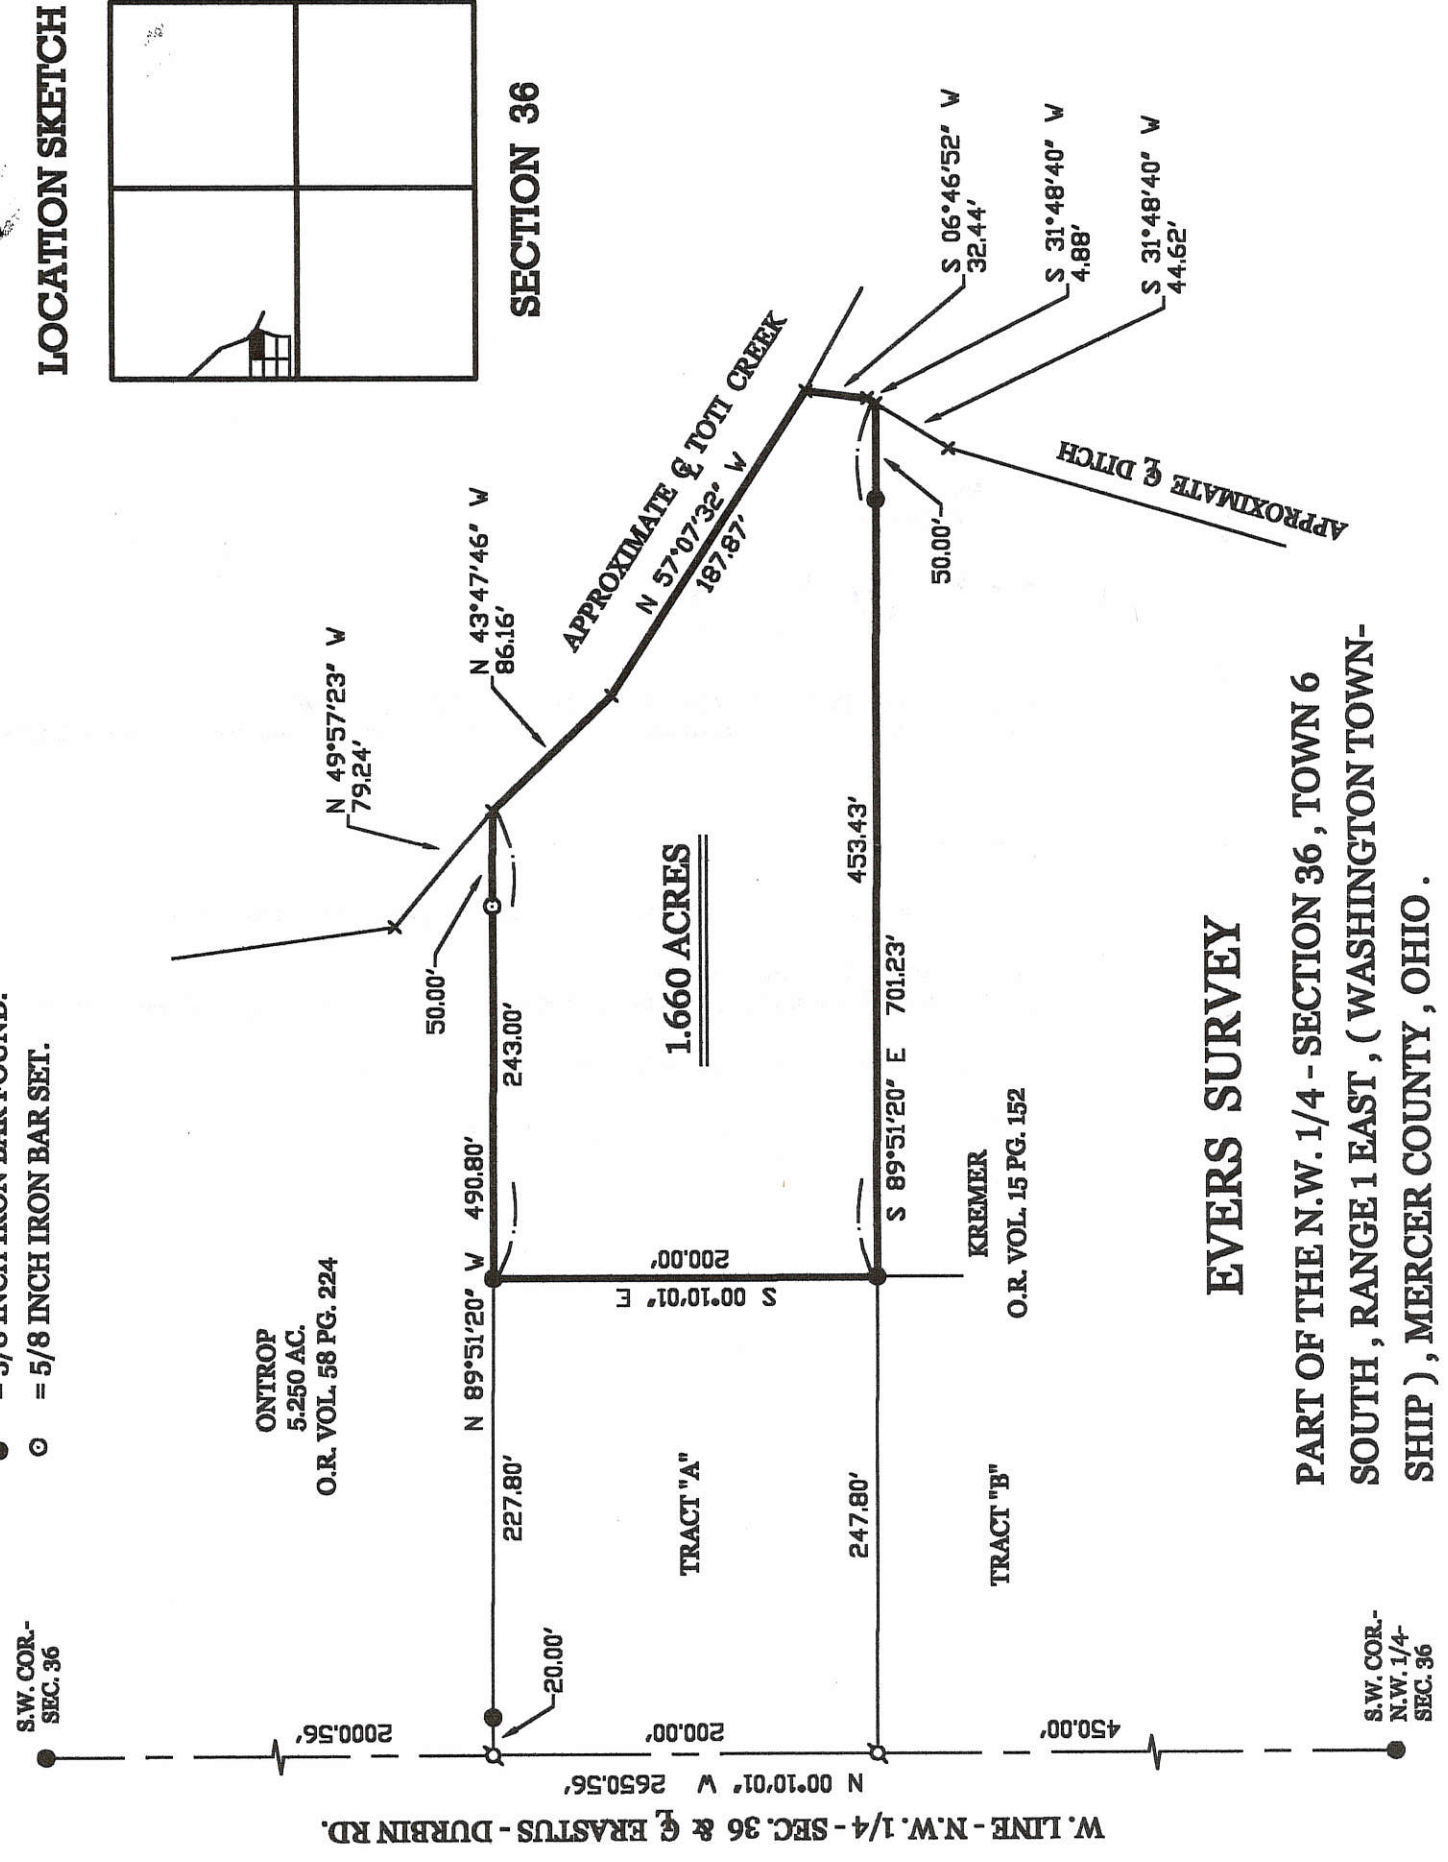 = 5/8 INCH IRON BAR FOUND.
= 5/8 INCH IRON BAR SET.
LOCATION SKETCH
SECTION 36
S.W. COR.-
SEC. 36
ONTROP
5.250 AC.
O.R. VOL. 58 PG. 224
N 49°57'23" W
79.24'
N 43°47'46" W
86.16'
APPROXIMATE ℄ TOTI CREEK
N 57°07'32" W
187.87'
S 06°46'52" W
32.44'
S 31°48'40" W
4.88'
S 31°48'40" W
44.62'
APPROXIMATE ℄ DITCH
50.00'
50.00'
N 89°51'20" W 490.80'
227.80'
243.00'
20.00'
1.660 ACRES
S 00°10'01" E
200.00'
TRACT "A"
247.80'
453.43'
S 89°51'20" E 701.23'
TRACT "B"
KREMER
O.R. VOL. 15 PG. 152
2000.56'
200.00'
450.00'
N 00°10'01" W 2650.56'
W. LINE - N.W. 1/4 - SEC. 36 & ℄ ERASTUS - DURBIN RD.
S.W. COR.-
N.W. 1/4-
SEC. 36
EVERS SURVEY
PART OF THE N.W. 1/4 - SECTION 36 , TOWN 6
SOUTH , RANGE 1 EAST , ( WASHINGTON TOWN-
SHIP ) , MERCER COUNTY , OHIO .